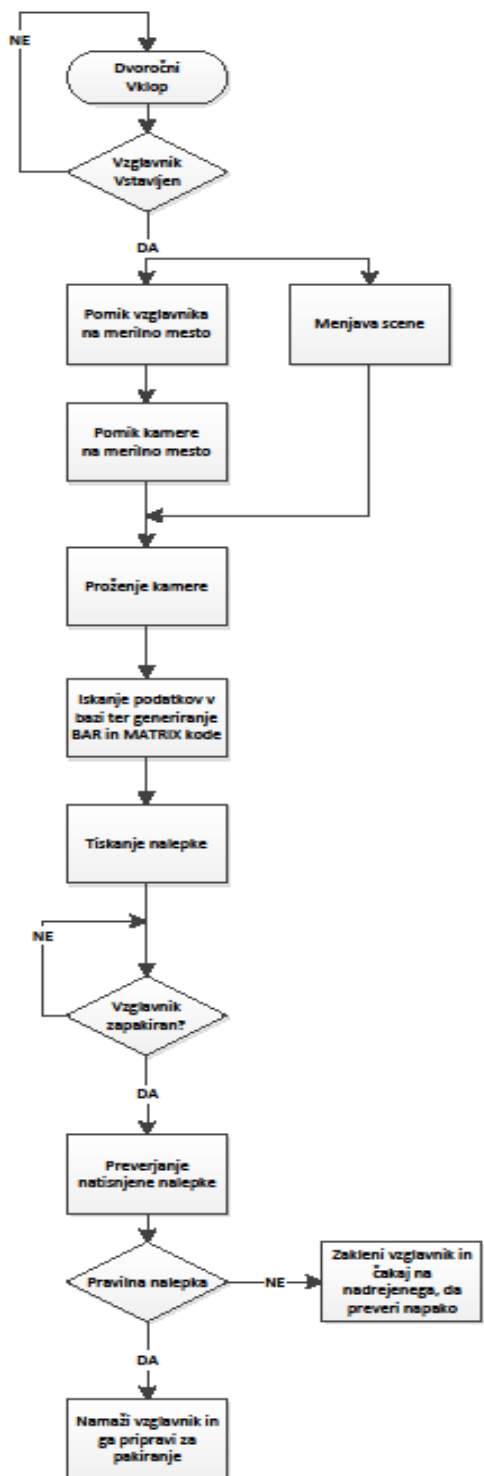 NE
Dvoročni
Vklop
Vzglavnik
Vstavljen
DA
Pomik vzglavnika
na merilno mesto
Menjava scene
Pomik kamere
na merilno mesto
Proženje kamere
Iskanje podatkov v
bazi ter generiranje
BAR in MATRIX kode
Tiskanje nalepke
NE
Vzglavnik
zapakiran?
DA
Preverjanje
natisnjene nalepke
Pravilna nalepka
NE
Zakleni vzglavnik in
čakaj na
nadrejenega, da
preveri napako
DA
Namaži vzglavnik in
ga pripravi za
pakiranje